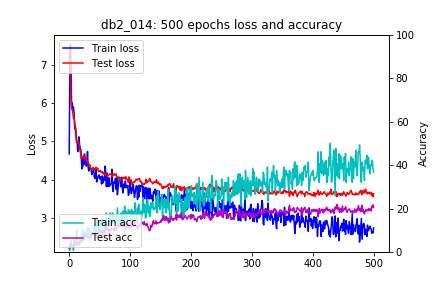 db2_014: 500 epochs loss and accuracy
Train loss
Test loss
Train acc
Test acc
Loss
7
6
5
4
3
Accuracy
100
80
60
40
20
0
0
100
200
300
400
500